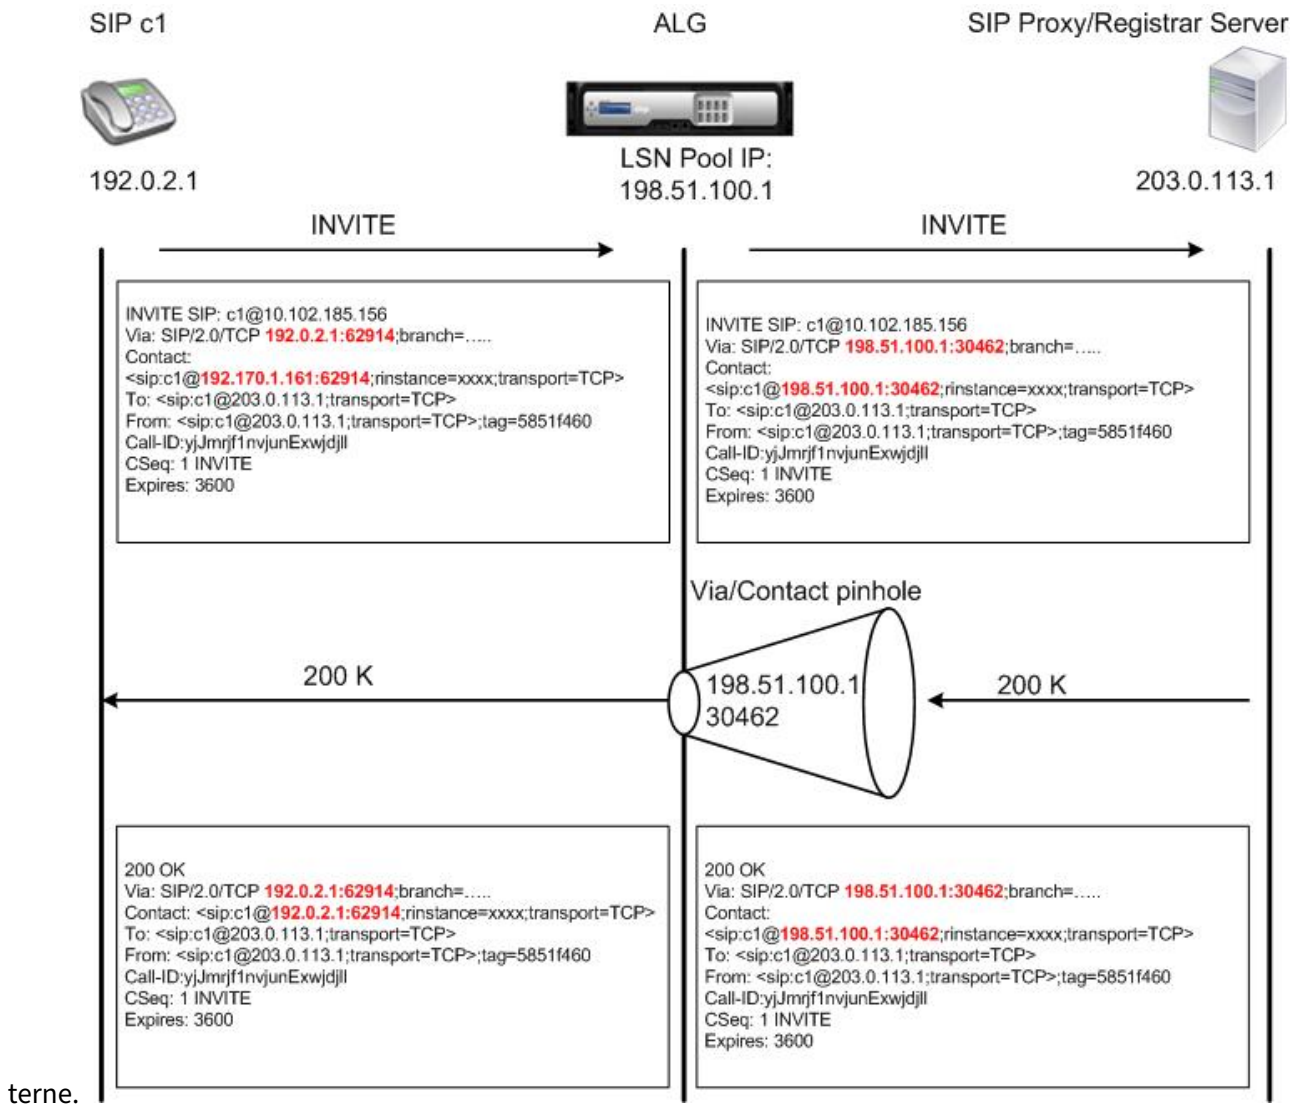 SIP c1
ALG
SIP Proxy/Registrar Server
192.0.2.1
LSN Pool IP:
198.51.100.1
203.0.113.1
INVITE
INVITE
INVITE SIP: c1@10.102.185.156
Via: SIP/2.0/TCP 192.0.2.1:62914;branch=…..
Contact:
<sip:c1@192.170.1.161:62914;rinstance=xxxx;transport=TCP>
To: <sip:c1@203.0.113.1;transport=TCP>
From: <sip:c1@203.0.113.1;transport=TCP>;tag=5851f460
Call-ID:yjJmrjf1nvjunExwjdjll
CSeq: 1 INVITE
Expires: 3600
INVITE SIP: c1@10.102.185.156
Via: SIP/2.0/TCP 198.51.100.1:30462;branch=…..
Contact:
<sip:c1@198.51.100.1:30462;rinstance=xxxx;transport=TCP>
To: <sip:c1@203.0.113.1;transport=TCP>
From: <sip:c1@203.0.113.1;transport=TCP>;tag=5851f460
Call-ID:yjJmrjf1nvjunExwjdjll
CSeq: 1 INVITE
Expires: 3600
Via/Contact pinhole
200 K
198.51.100.1
30462
200 K
200 OK
Via: SIP/2.0/TCP 192.0.2.1:62914;branch=…..
Contact: <sip:c1@192.0.2.1:62914;rinstance=xxxx;transport=TCP>
To: <sip:c1@203.0.113.1;transport=TCP>
From: <sip:c1@203.0.113.1;transport=TCP>;tag=5851f460
Call-ID:yjJmrjf1nvjunExwjdjll
CSeq: 1 INVITE
Expires: 3600
200 OK
Via: SIP/2.0/TCP 198.51.100.1:30462;branch=…..
Contact:
<sip:c1@198.51.100.1:30462;rinstance=xxxx;transport=TCP>
To: <sip:c1@203.0.113.1;transport=TCP>
From: <sip:c1@203.0.113.1;transport=TCP>;tag=5851f460
Call-ID:yjJmrjf1nvjunExwjdjll
CSeq: 1 INVITE
Expires: 3600
terne.